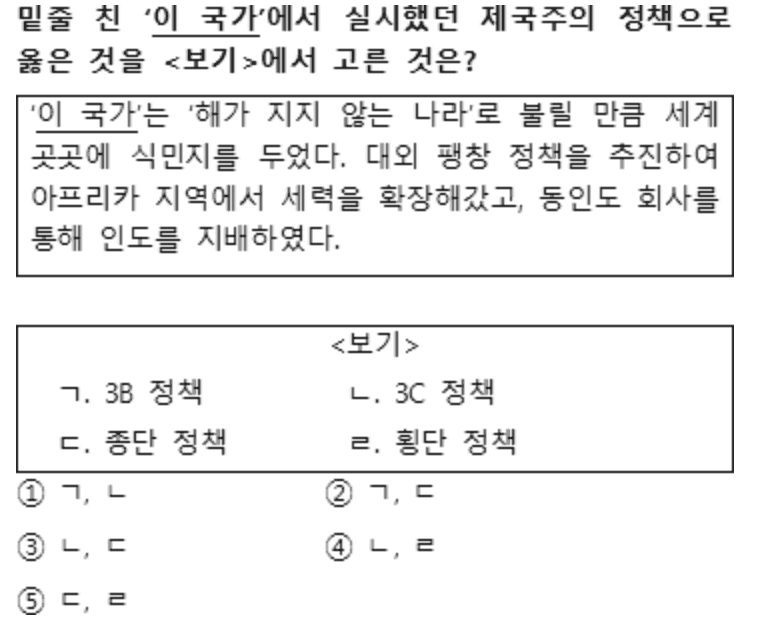 밑줄 친 '이 국가'에서 실시했던 제국주의 정책으로
옳은 것을 <보기>에서 고른 것은?
'이 국가'는 '해가 지지 않는 나라'로 불릴 만큼 세계
곳곳에 식민지를 두었다. 대외 팽창 정책을 추진하여
아프리카 지역에서 세력을 확장해갔고, 동인도 회사를
통해 인도를 지배하였다.
<보기>
ㄱ. 3B 정책 ㄴ. 3C 정책
ㄷ. 종단 정책 ㄹ. 횡단 정책
① ㄱ, ㄴ ② ㄱ, ㄷ
③ ㄴ, ㄷ ④ ㄴ, ㄹ
⑤ ㄷ, ㄹ